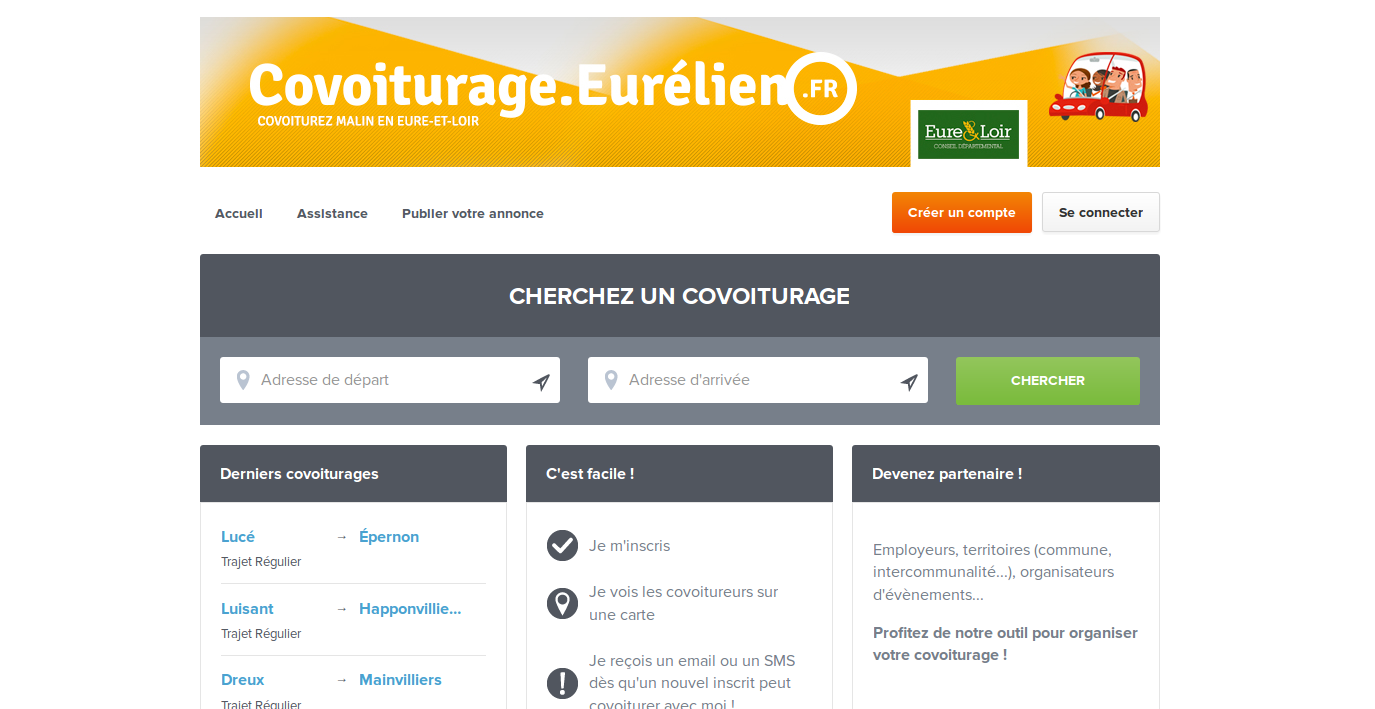 Covoiturage.Eurélien .FR
COVOITUREZ MALIN EN EURE-ET-LOIR
Eure & Loir
CONSEIL DÉPARTEMENTAL
Accueil
Assistance
Publier votre annonce
Créer un compte
Se connecter
CHERCHEZ UN COVOITURAGE
Adresse de départ
Adresse d'arrivée
CHERCHER
Derniers covoiturages
Lucé → Épernon
Trajet Régulier
Luisant → Happonvillie...
Trajet Régulier
Dreux → Mainvilliers
Trajet Régulier
C'est facile !
Je m'inscris
Je vois les covoitureurs sur
une carte
Je reçois un email ou un SMS
dès qu'un nouvel inscrit peut
covoiturer avec moi !
Devenez partenaire !
Employeurs, territoires (commune,
intercommunalité...), organisateurs
d'évènements...
Profitez de notre outil pour organiser
votre covoiturage !